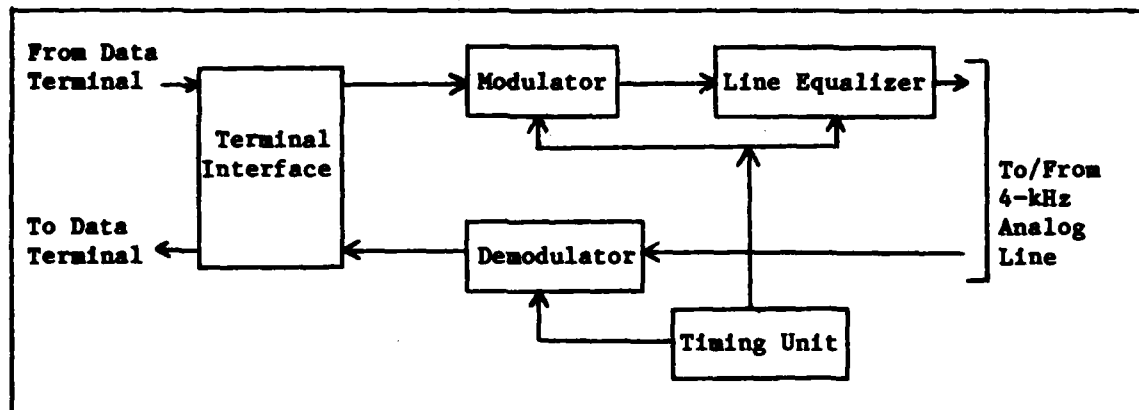 From Data
Terminal
Modulator
Line Equalizer
Terminal
Interface
To/From
4-kHz
Analog
Line
To Data
Terminal
Demodulator
Timing Unit